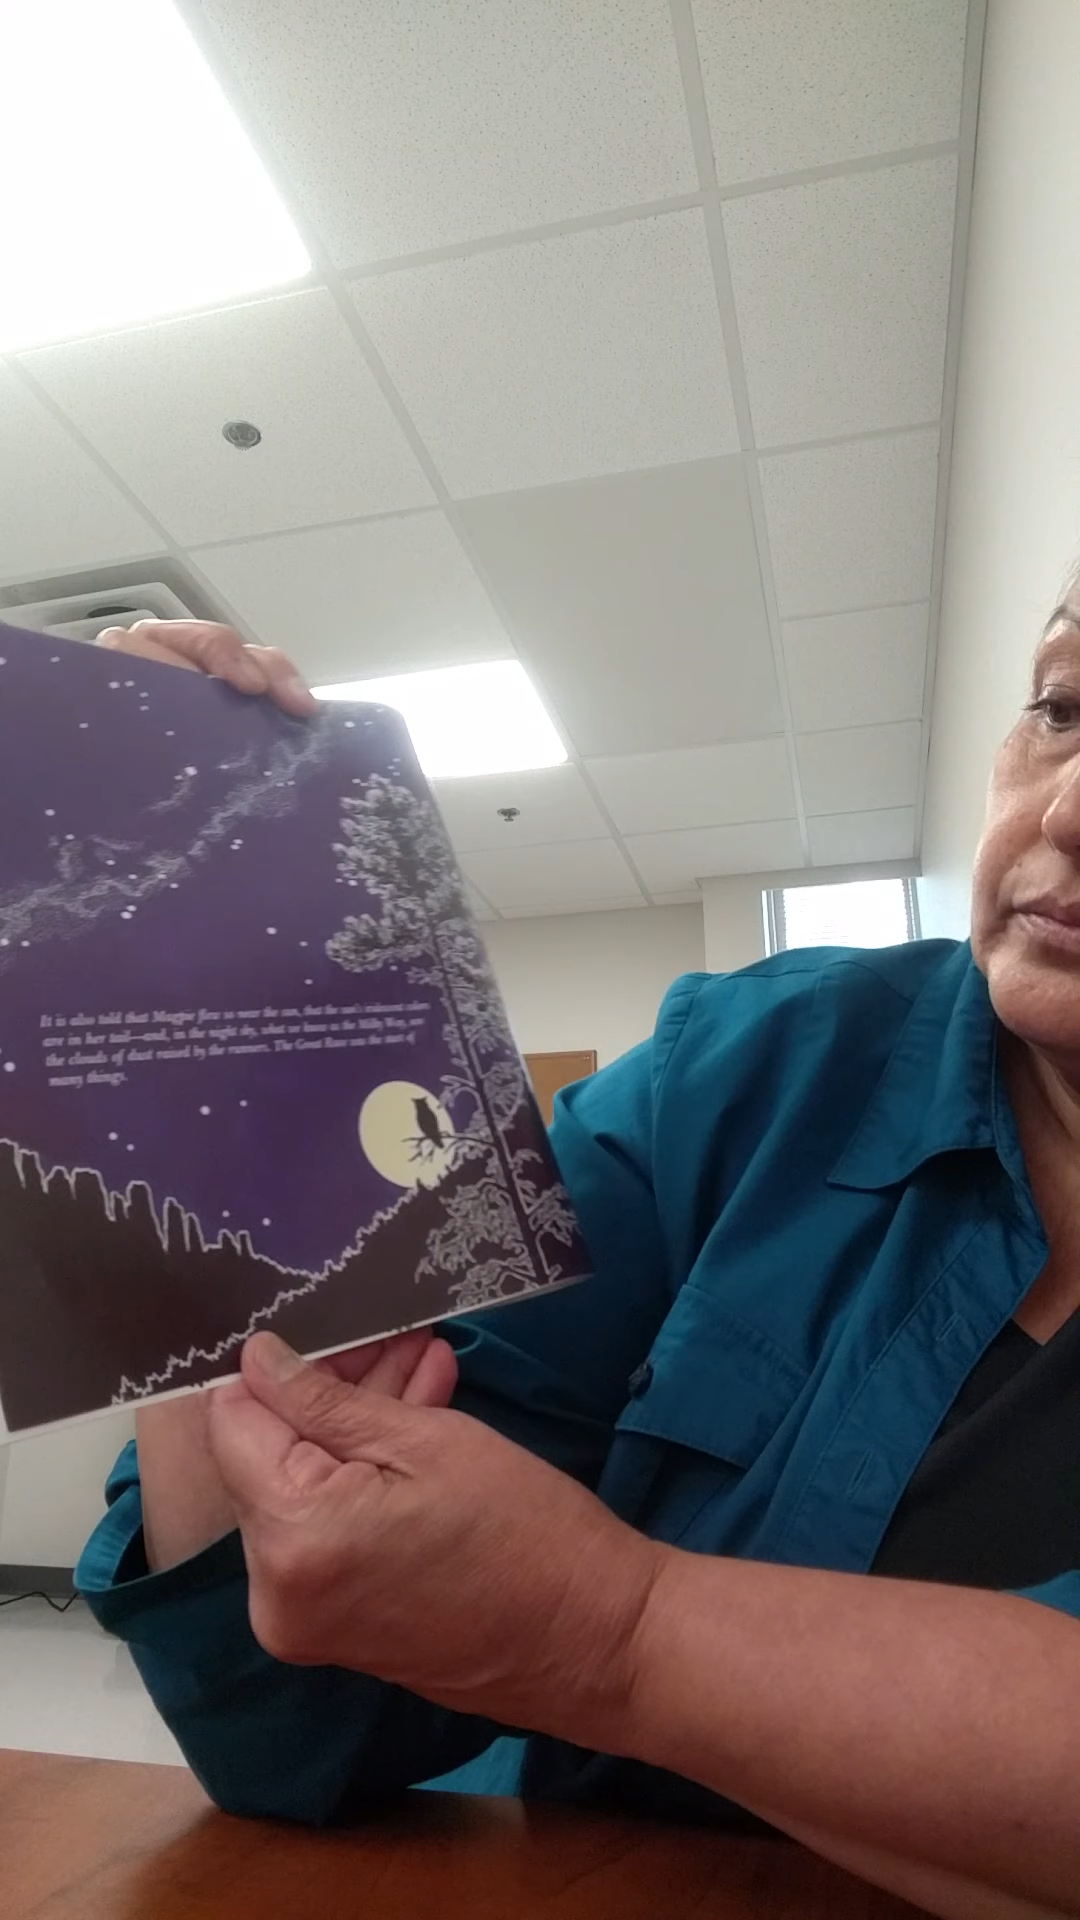 It is also told that Magpie flew so near the sun, that the sun's iridescent colors
are in her tail—and, in the night sky, what we know as the Milky Way, are
the clouds of dust raised by the runners. The Great Race was the start of
many things.